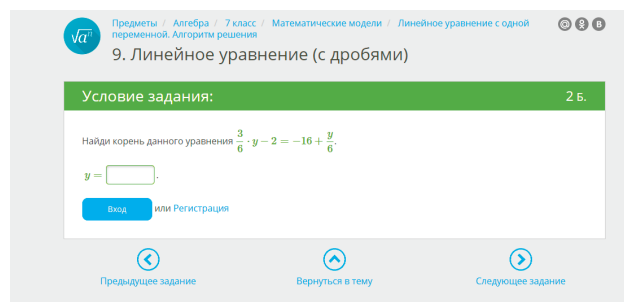 √aⁿ
Предметы / Алгебра / 7 класс / Математические модели / Линейное уравнение с одной
переменной. Алгоритм решения
9. Линейное уравнение (с дробями)
Условие задания:
2 Б.
Найди корень данного уравнения 3/6 · y − 2 = −16 + y/6.
y = .
Вход или Регистрация
Предыдущее задание
Вернуться в тему
Следующее задание